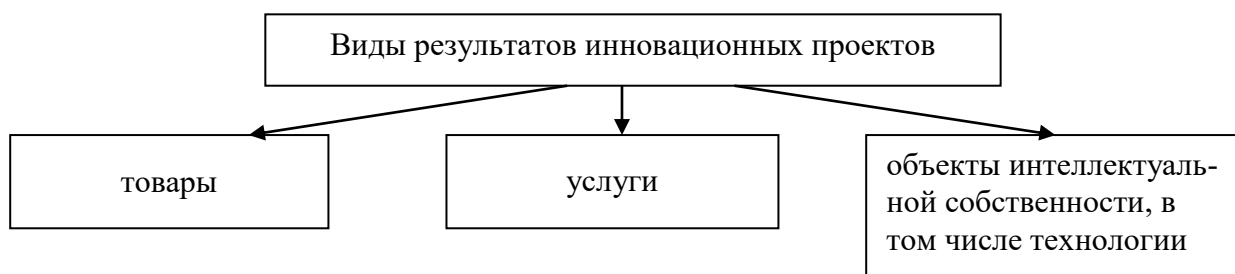 Виды результатов инновационных проектов
товары
услуги
объекты интеллектуаль-
ной собственности, в
том числе технологии